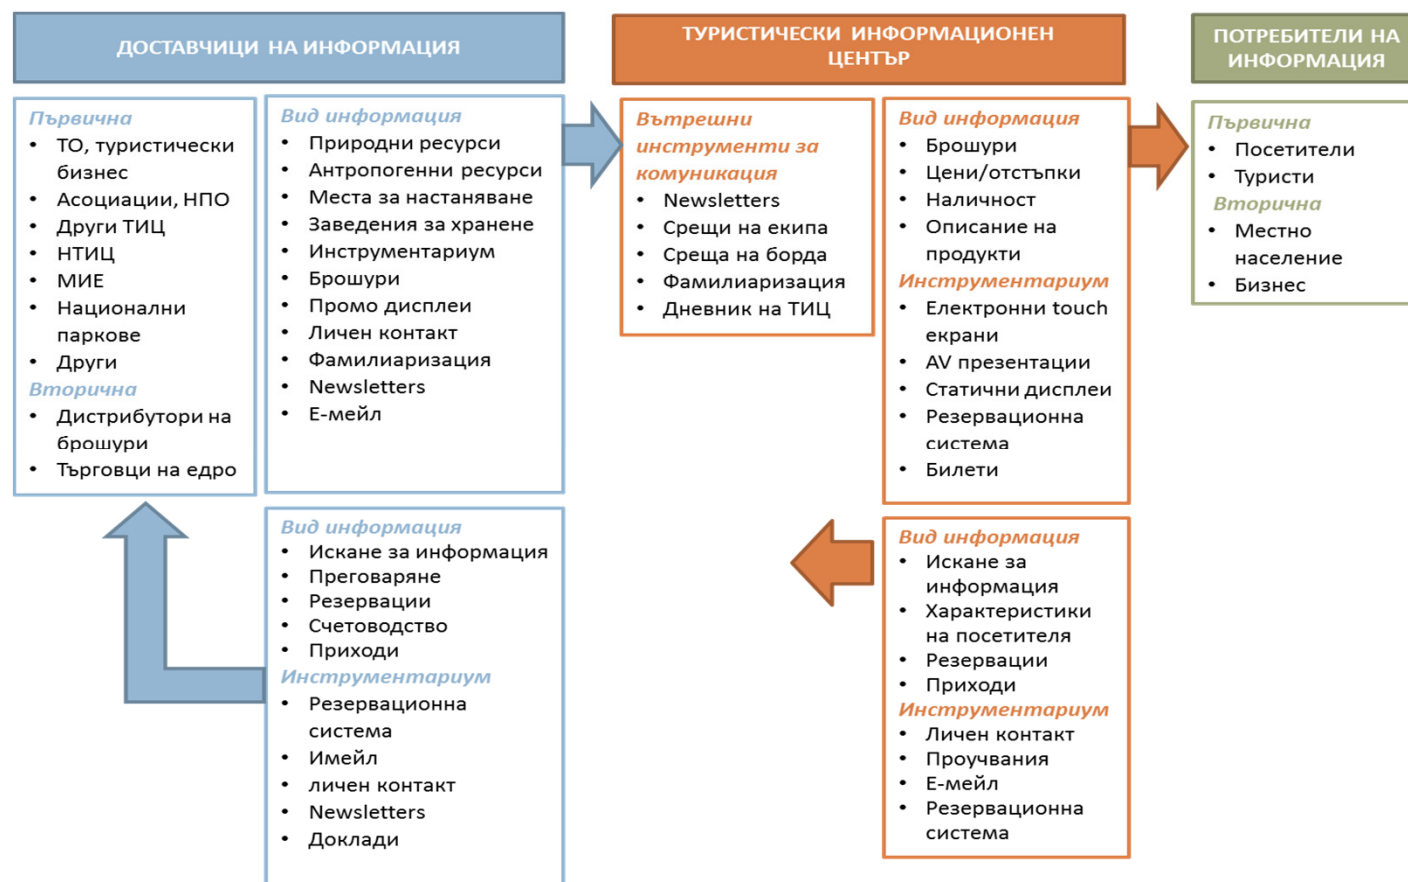 ДОСТАВЧИЦИ НА ИНФОРМАЦИЯ
ТУРИСТИЧЕСКИ ИНФОРМАЦИОНЕН
ЦЕНТЪР
ПОТРЕБИТЕЛИ НА
ИНФОРМАЦИЯ
Първична
• ТО, туристически
бизнес
• Асоциации, НПО
• Други ТИЦ
• НТИЦ
• МИЕ
• Национални
паркове
• Други
Вторична
• Дистрибутори на
брошури
• Търговци на едро
Вид информация
• Природни ресурси
• Антропогенни ресурси
• Места за настаняване
• Заведения за хранене
• Инструментариум
• Брошури
• Промо дисплеи
• Личен контакт
• Фамилиаризация
• Newsletters
• Е-мейл
Вътрешни
инструменти за
комуникация
• Newsletters
• Срещи на екипа
• Среща на борда
• Фамилиаризация
• Дневник на ТИЦ
Вид информация
• Брошури
• Цени/отстъпки
• Наличност
• Описание на
продукти
Инструментариум
• Електронни touch
екрани
• AV презентации
• Статични дисплеи
• Резервационна
система
• Билети
Първична
• Посетители
• Туристи
Вторична
• Местно
население
• Бизнес
Вид информация
• Искане за информация
• Преговаряне
• Резервации
• Счетоводство
• Приходи
Инструментариум
• Резервационна
система
• Имейл
• личен контакт
• Newsletters
• Доклади
Вид информация
• Искане за
информация
• Характеристики
на посетителя
• Резервации
• Приходи
Инструментариум
• Личен контакт
• Проучвания
• Е-мейл
• Резервационна
система